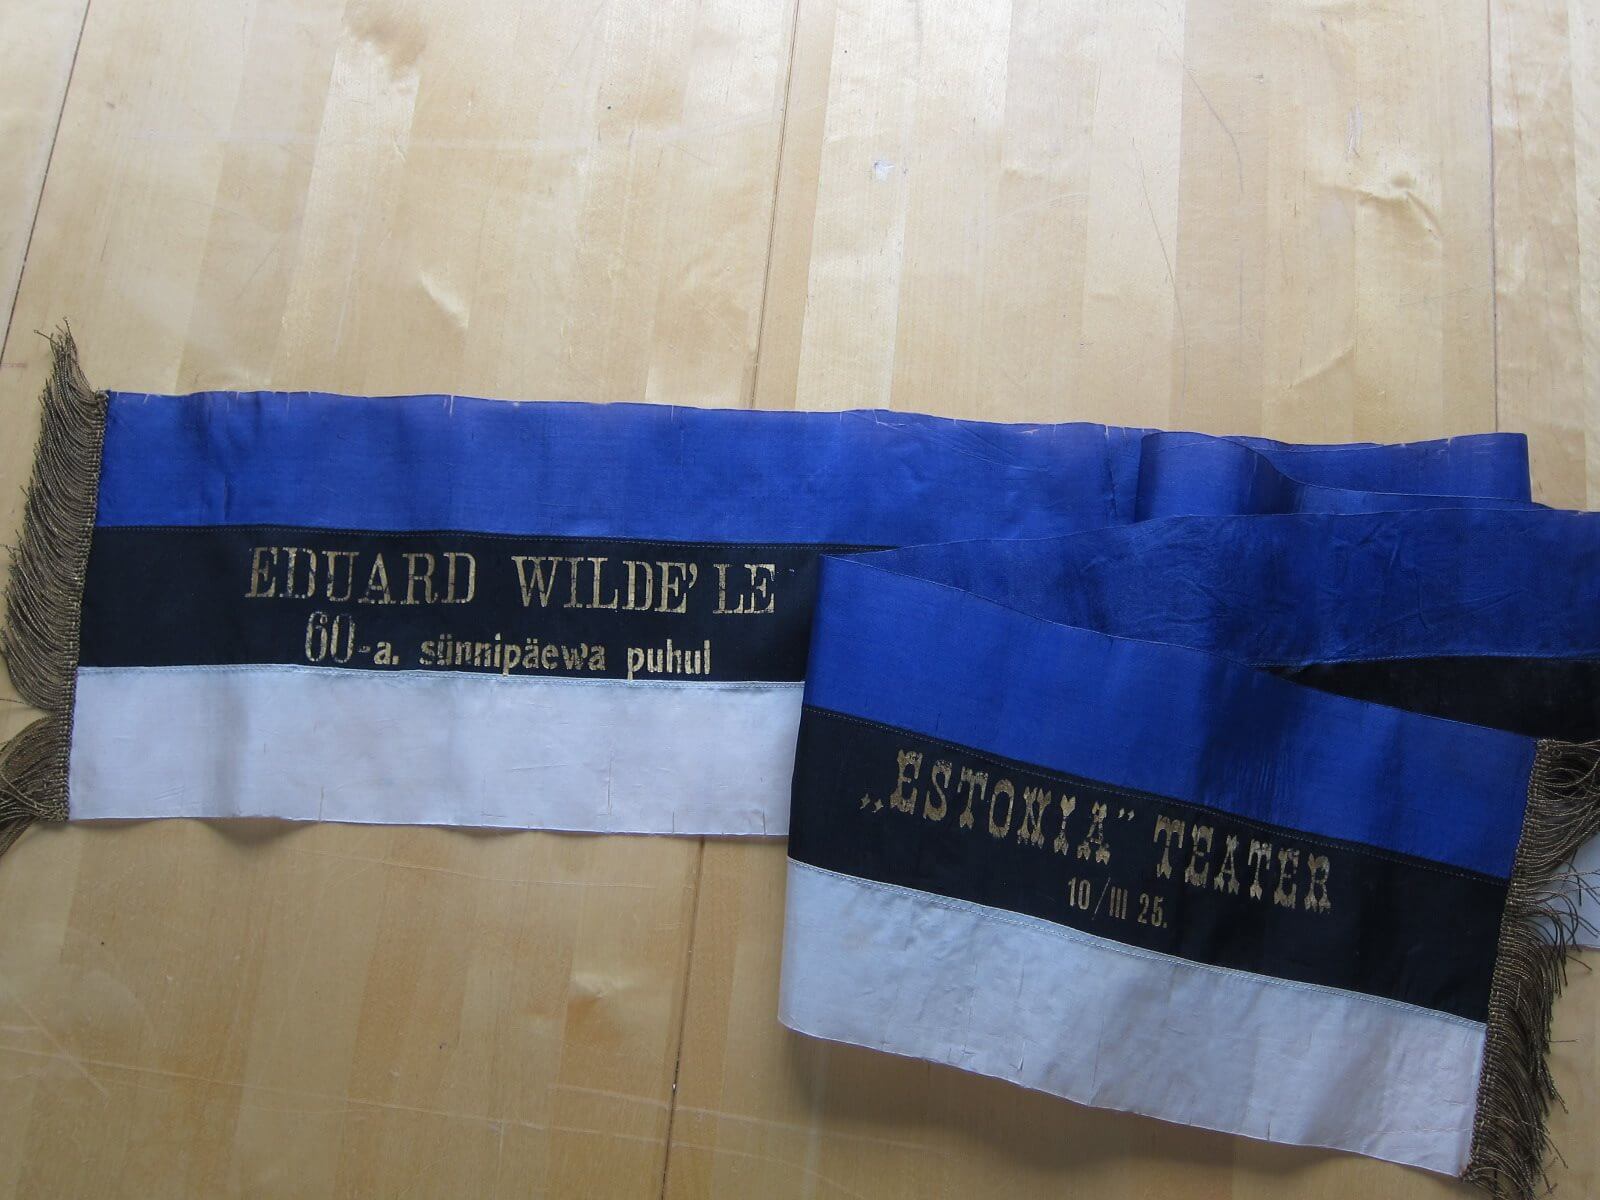 EDUARD WILDE'LE
60-a. sünnipäewa puhul
„ESTONIA” TEATER
10/III 25.